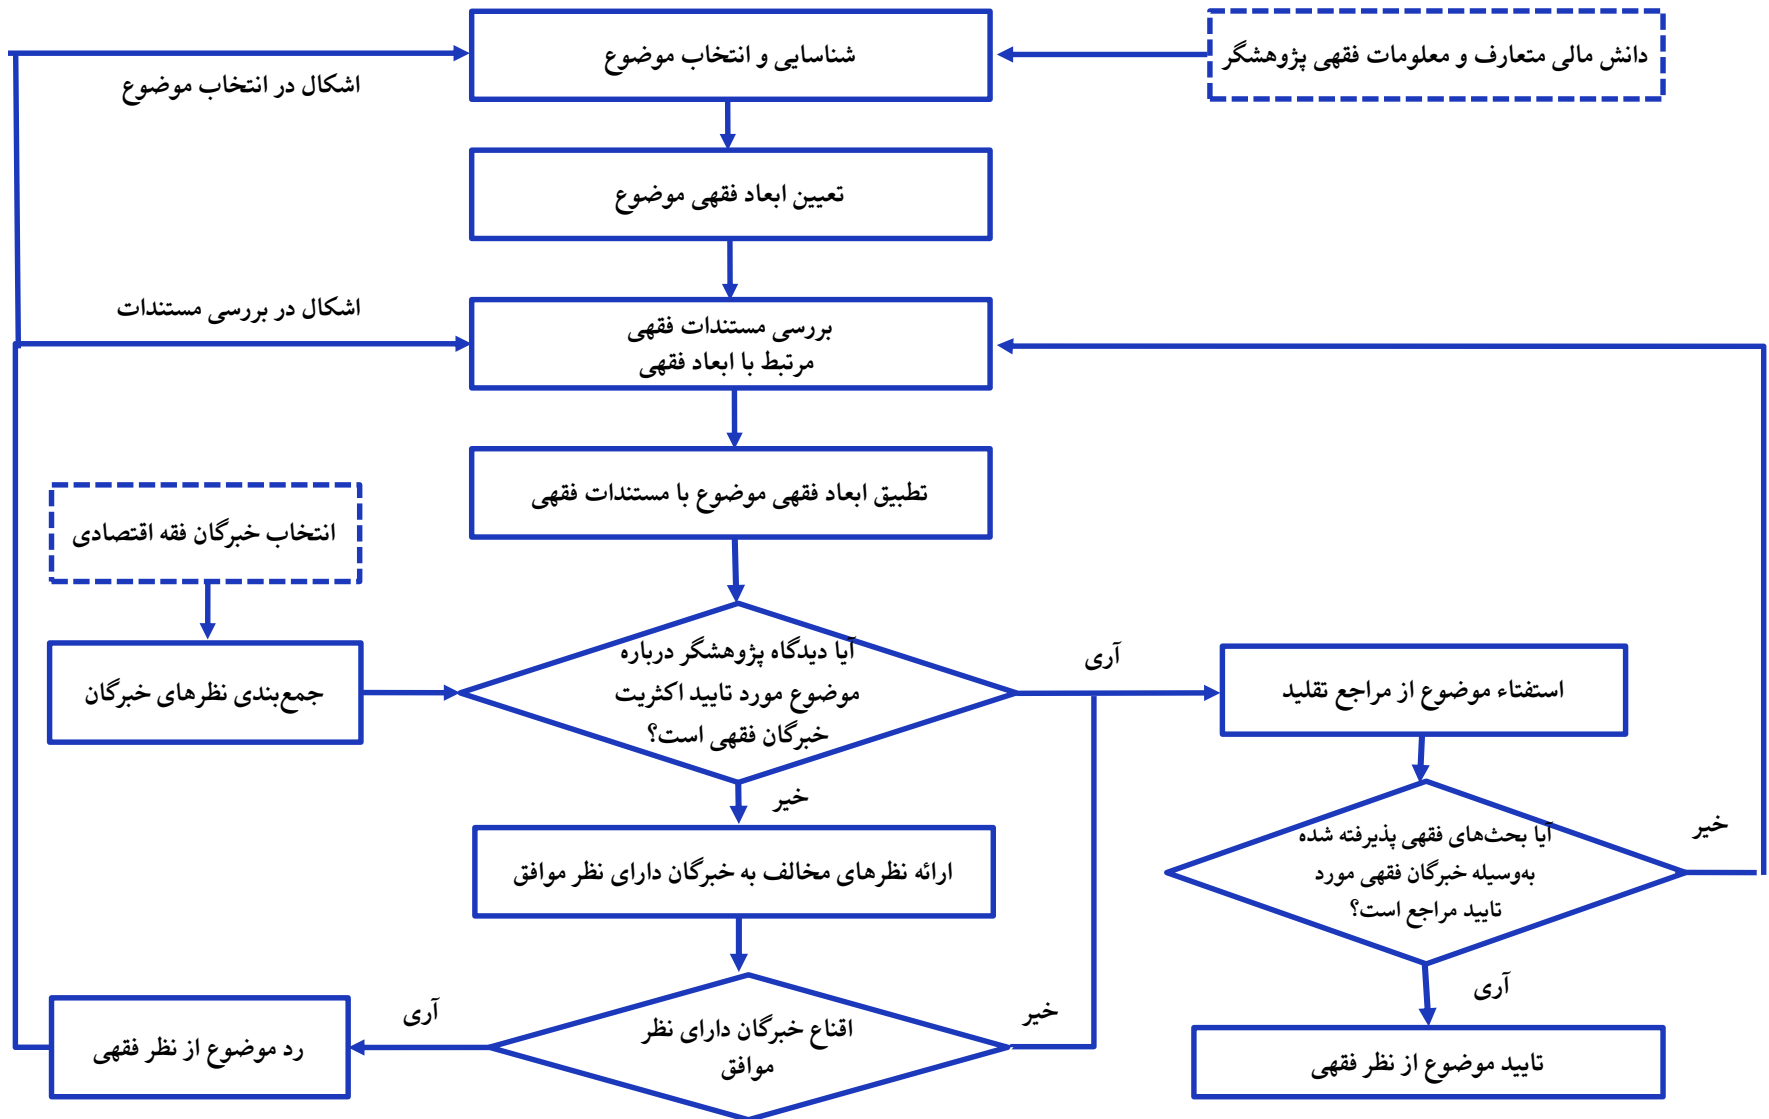 دانش مالی متعارف و معلومات فقهی پژوهشگر
شناسایی و انتخاب موضوع
اشکال در انتخاب موضوع
تعیین ابعاد فقهی موضوع
بررسی مستندات فقهی
مرتبط با ابعاد فقهی
اشکال در بررسی مستندات
تطبیق ابعاد فقهی موضوع با مستندات فقهی
انتخاب خبرگان فقه اقتصادی
جمع‌بندی نظرهای خبرگان
آیا دیدگاه پژوهشگر درباره
موضوع مورد تایید اکثریت
خبرگان فقهی است؟
آری
استفتاء موضوع از مراجع تقلید
خیر
ارائه نظرهای مخالف به خبرگان دارای نظر موافق
آیا بحث‌های فقهی پذیرفته شده
به‌وسیله خبرگان فقهی مورد
تایید مراجع است؟
خیر
آری
تایید موضوع از نظر فقهی
خیر
اقناع خبرگان دارای نظر
موافق
آری
رد موضوع از نظر فقهی